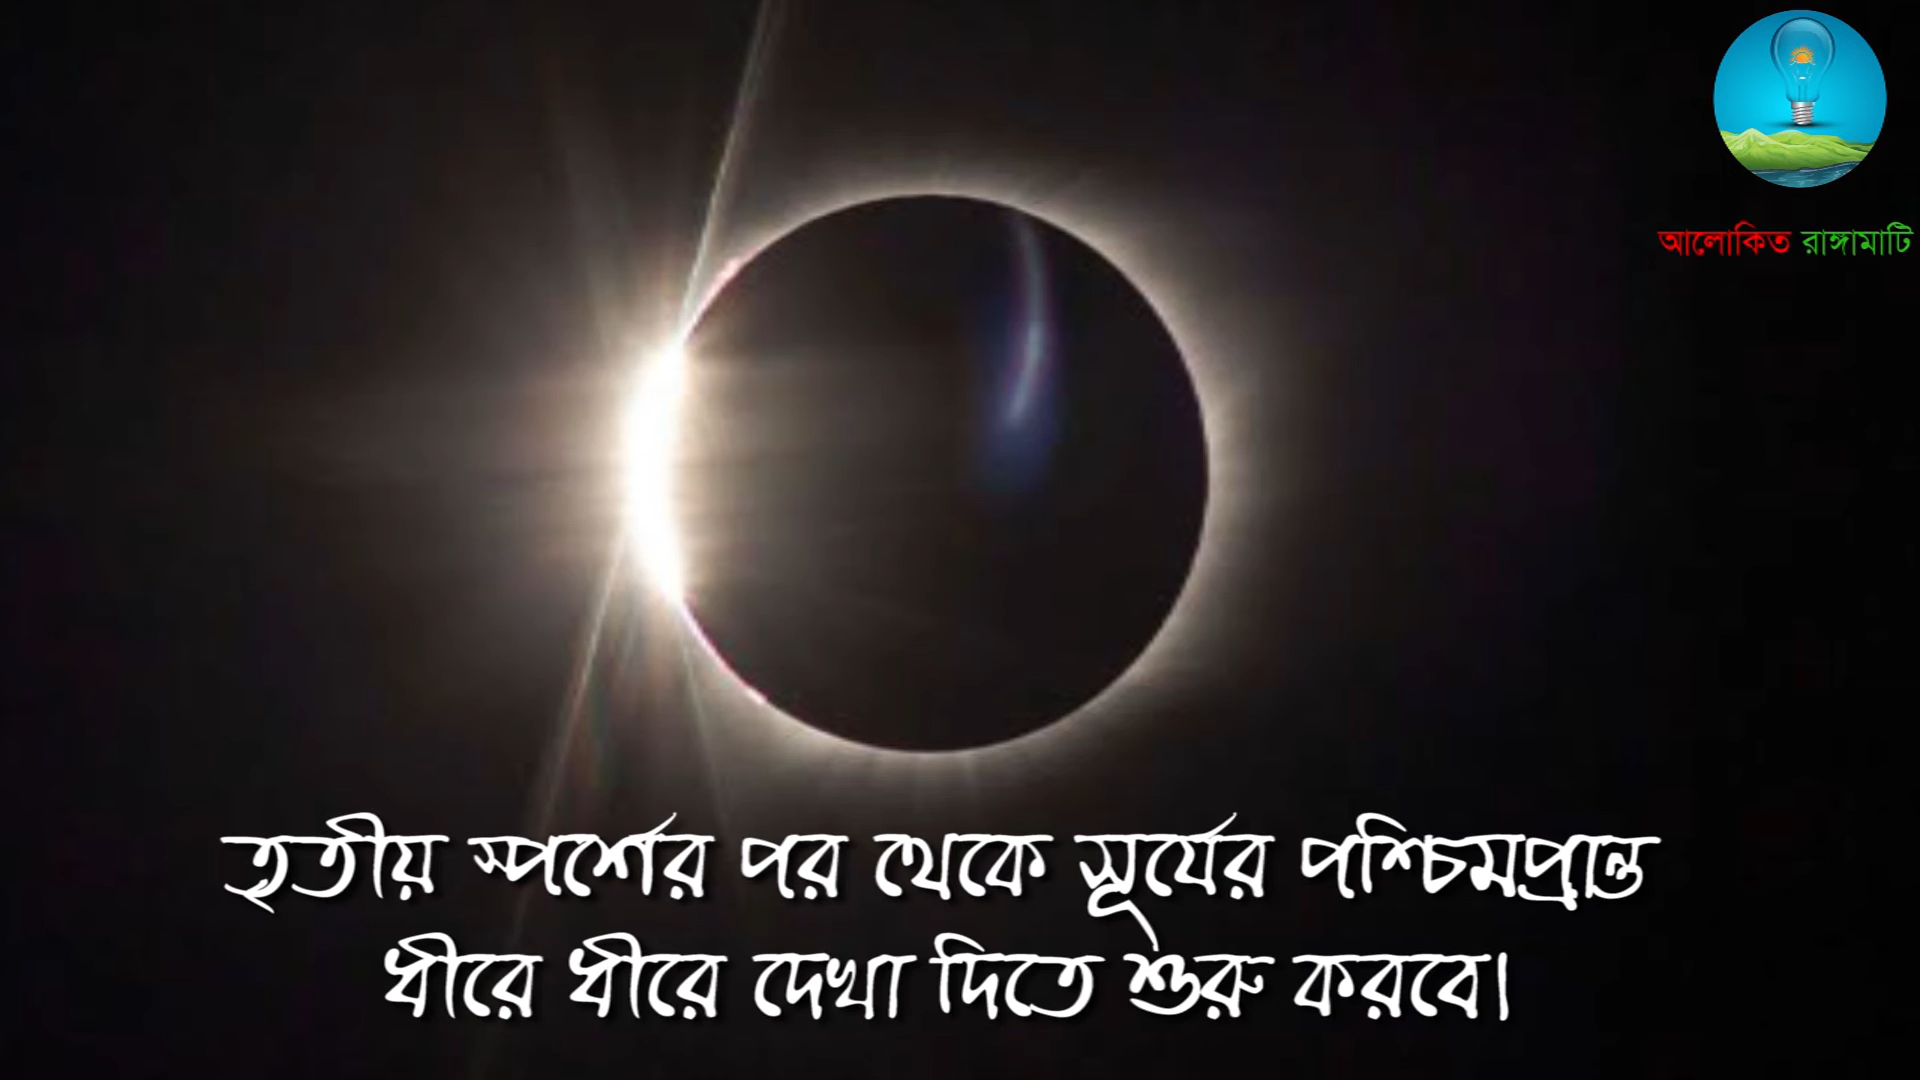 আলোকিত রাঙ্গামাটি
তৃতীয় স্পর্শের পর থেকে সূর্যের পশ্চিমপ্রান্ত
ধীরে ধীরে দেখা দিতে শুরু করবে।